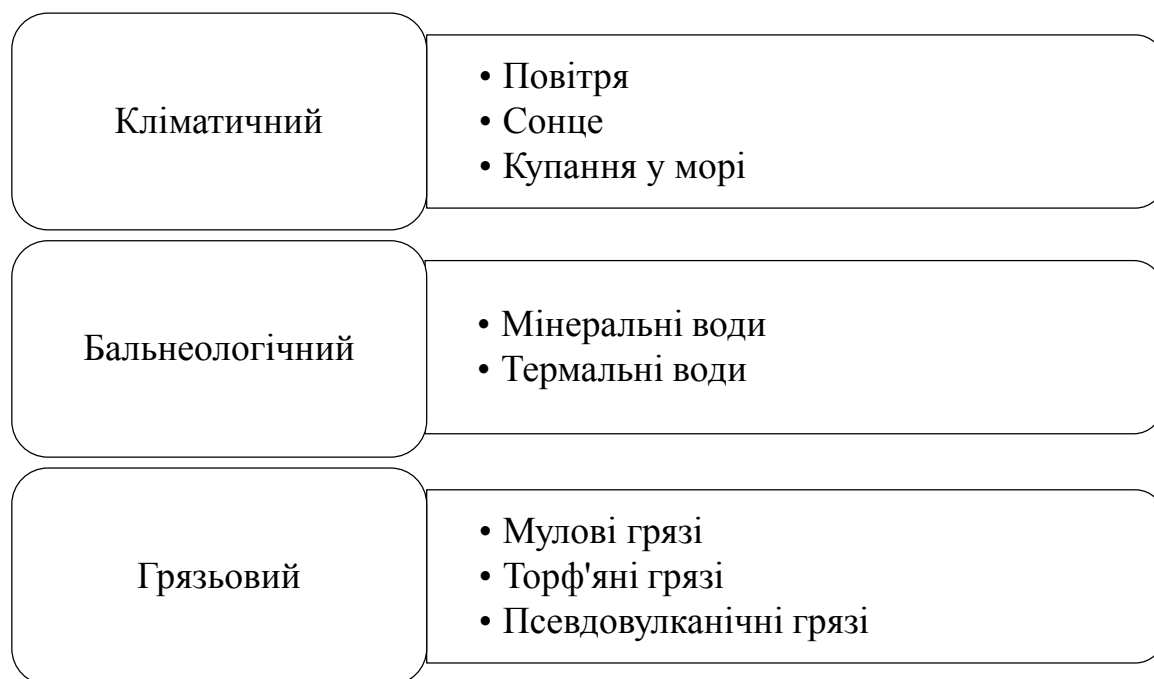 Кліматичний
• Повітря
• Сонце
• Купання у морі
Бальнеологічний
• Мінеральні води
• Термальні води
Грязьовий
• Мулові грязі
• Торф'яні грязі
• Псевдовулканічні грязі